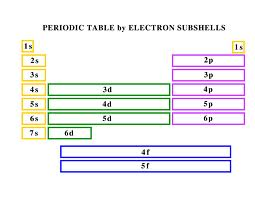 PERIODIC TABLE by ELECTRON SUBSHELLS
1s 1s
2s 2p
3s 3p
4s 3d 4p
5s 4d 5p
6s 5d 6p
7s 6d
4f
5f